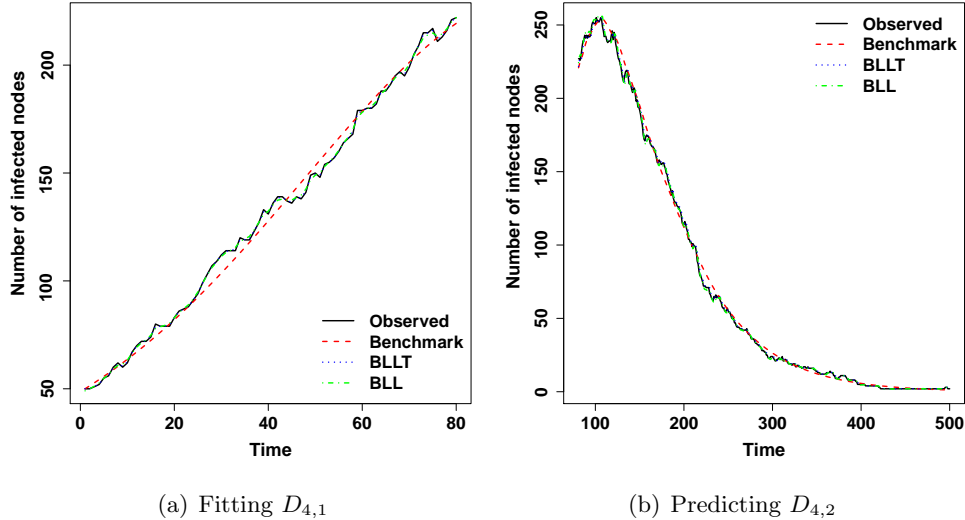 Number of infected nodes
200
150
100
50
0
20
40
60
80
Time
Observed
Benchmark
BLLT
BLL
(a) Fitting D4,1
Number of infected nodes
250
200
150
100
50
0
100
200
300
400
500
Time
Observed
Benchmark
BLLT
BLL
(b) Predicting D4,2